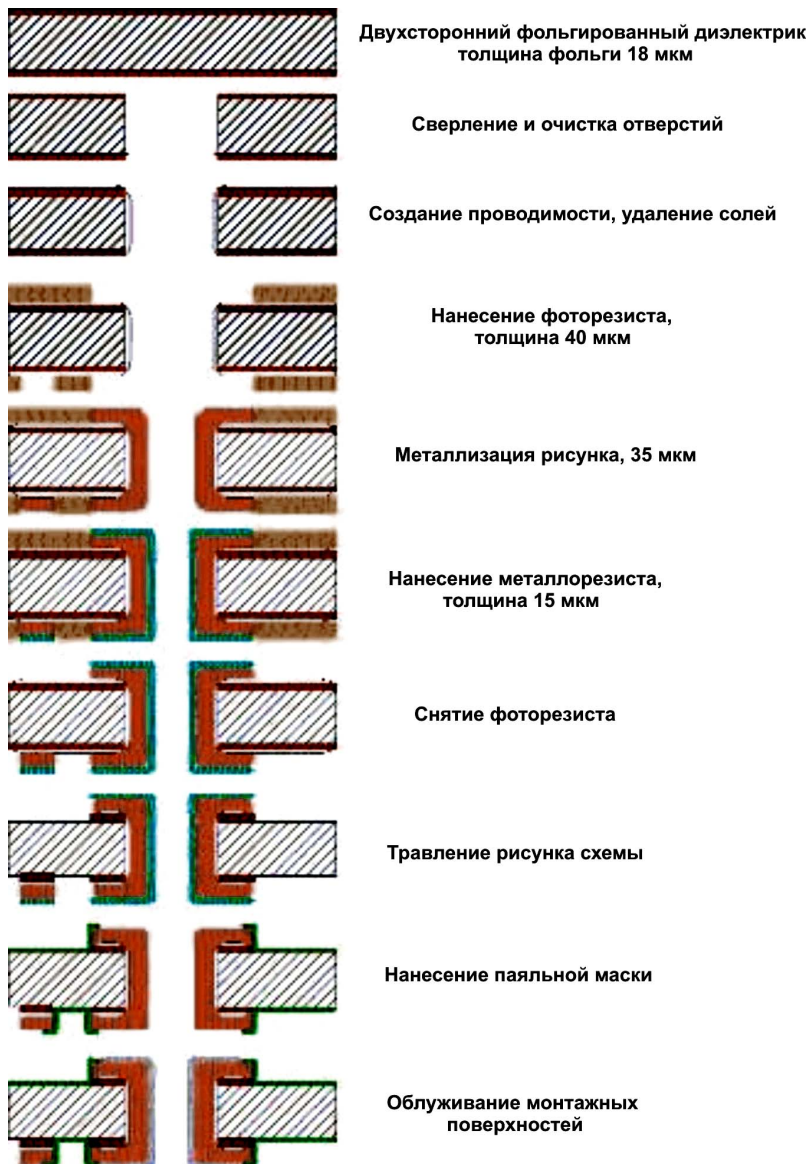 Двухсторонний фольгированный диэлектрик
толщина фольги 18 мкм
Сверление и очистка отверстий
Создание проводимости, удаление солей
Нанесение фоторезиста,
толщина 40 мкм
Металлизация рисунка, 35 мкм
Нанесение металлорезиста,
толщина 15 мкм
Снятие фоторезиста
Травление рисунка схемы
Нанесение паяльной маски
Облуживание монтажных
поверхностей